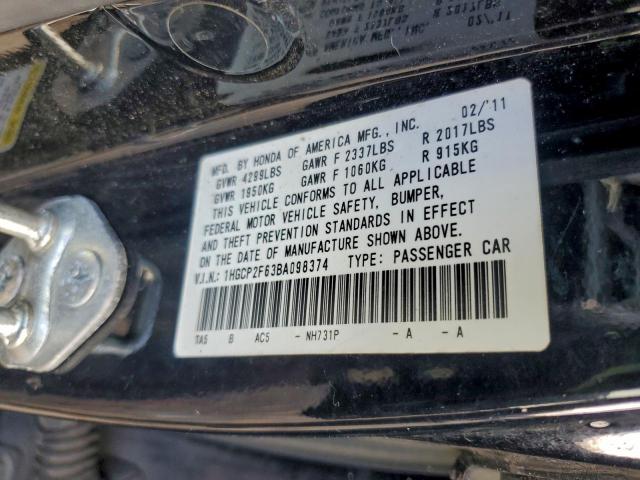 02/'11
MFD. BY HONDA OF AMERICA MFG., INC.
GVWR 4299LBS GAWR F 2337LBS R 2017LBS
GVWR 1950KG GAWR F 1060KG R 915KG
THIS VEHICLE CONFORMS TO ALL APPLICABLE
FEDERAL MOTOR VEHICLE SAFETY, BUMPER,
AND THEFT PREVENTION STANDARDS IN EFFECT
ON THE DATE OF MANUFACTURE SHOWN ABOVE.
V.I.N.: 1HGCP2F63BA098374 TYPE: PASSENGER CAR
TA5 B AC5 - NH731P - A - A